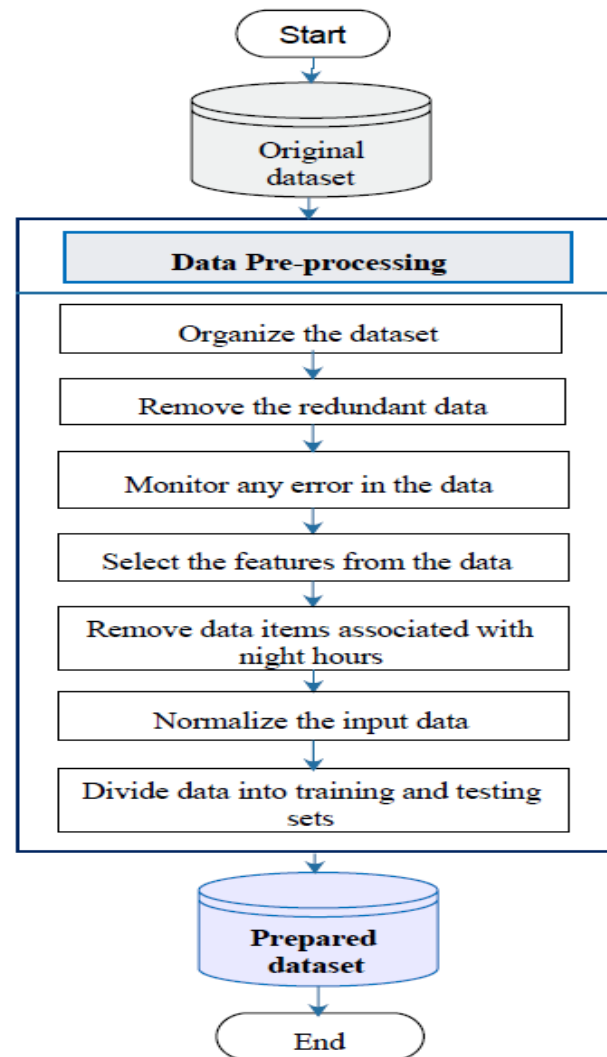 Start
Original
dataset
Data Pre-processing
Organize the dataset
Remove the redundant data
Monitor any error in the data
Select the features from the data
Remove data items associated with
night hours
Normalize the input data
Divide data into training and testing
sets
Prepared
dataset
End